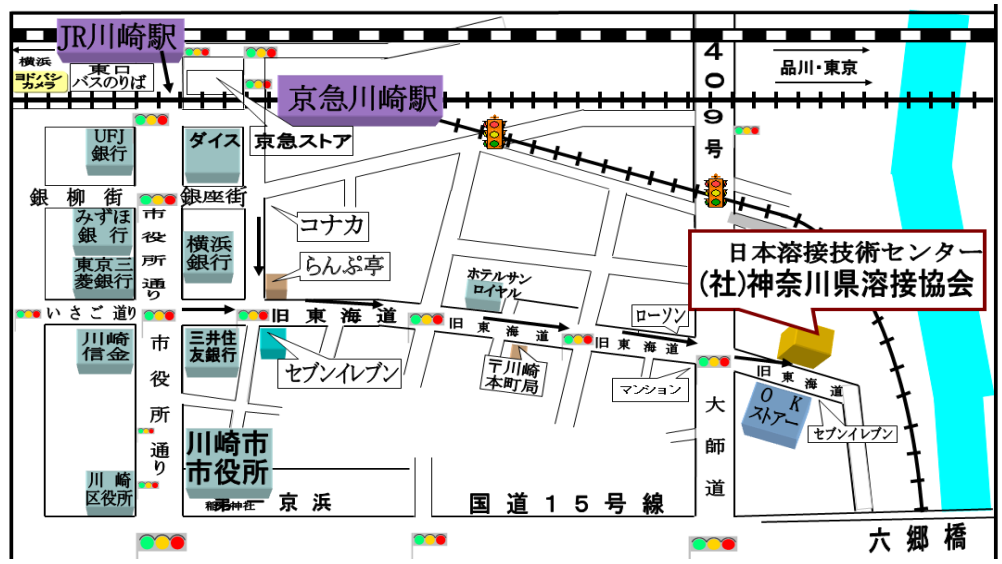 JR川崎駅
横浜
ヨドバシ
カメラ
東口
バスのりば
京急川崎駅
409号
品川・東京
UFJ
銀行
ダイス
京急ストア
銀柳街
銀座街
みずほ
銀行
東京三
菱銀行
市役所通り
横浜
銀行
コナカ
らんぷ亭
ホテルサン
ロイヤル
日本溶接技術センター
(社)神奈川県溶接協会
いさご通り
旧東海道
旧東海道
旧東海道
旧東海道
ローソン
川崎
信金
市役所通り
三井住
友銀行
セブンイレブン
〒川崎
本町局
マンション
大師道
OK
ストアー
セブンイレブン
川崎市
市役所
川崎
区役所
稲毛神社
第一京浜
国道15号線
六郷橋